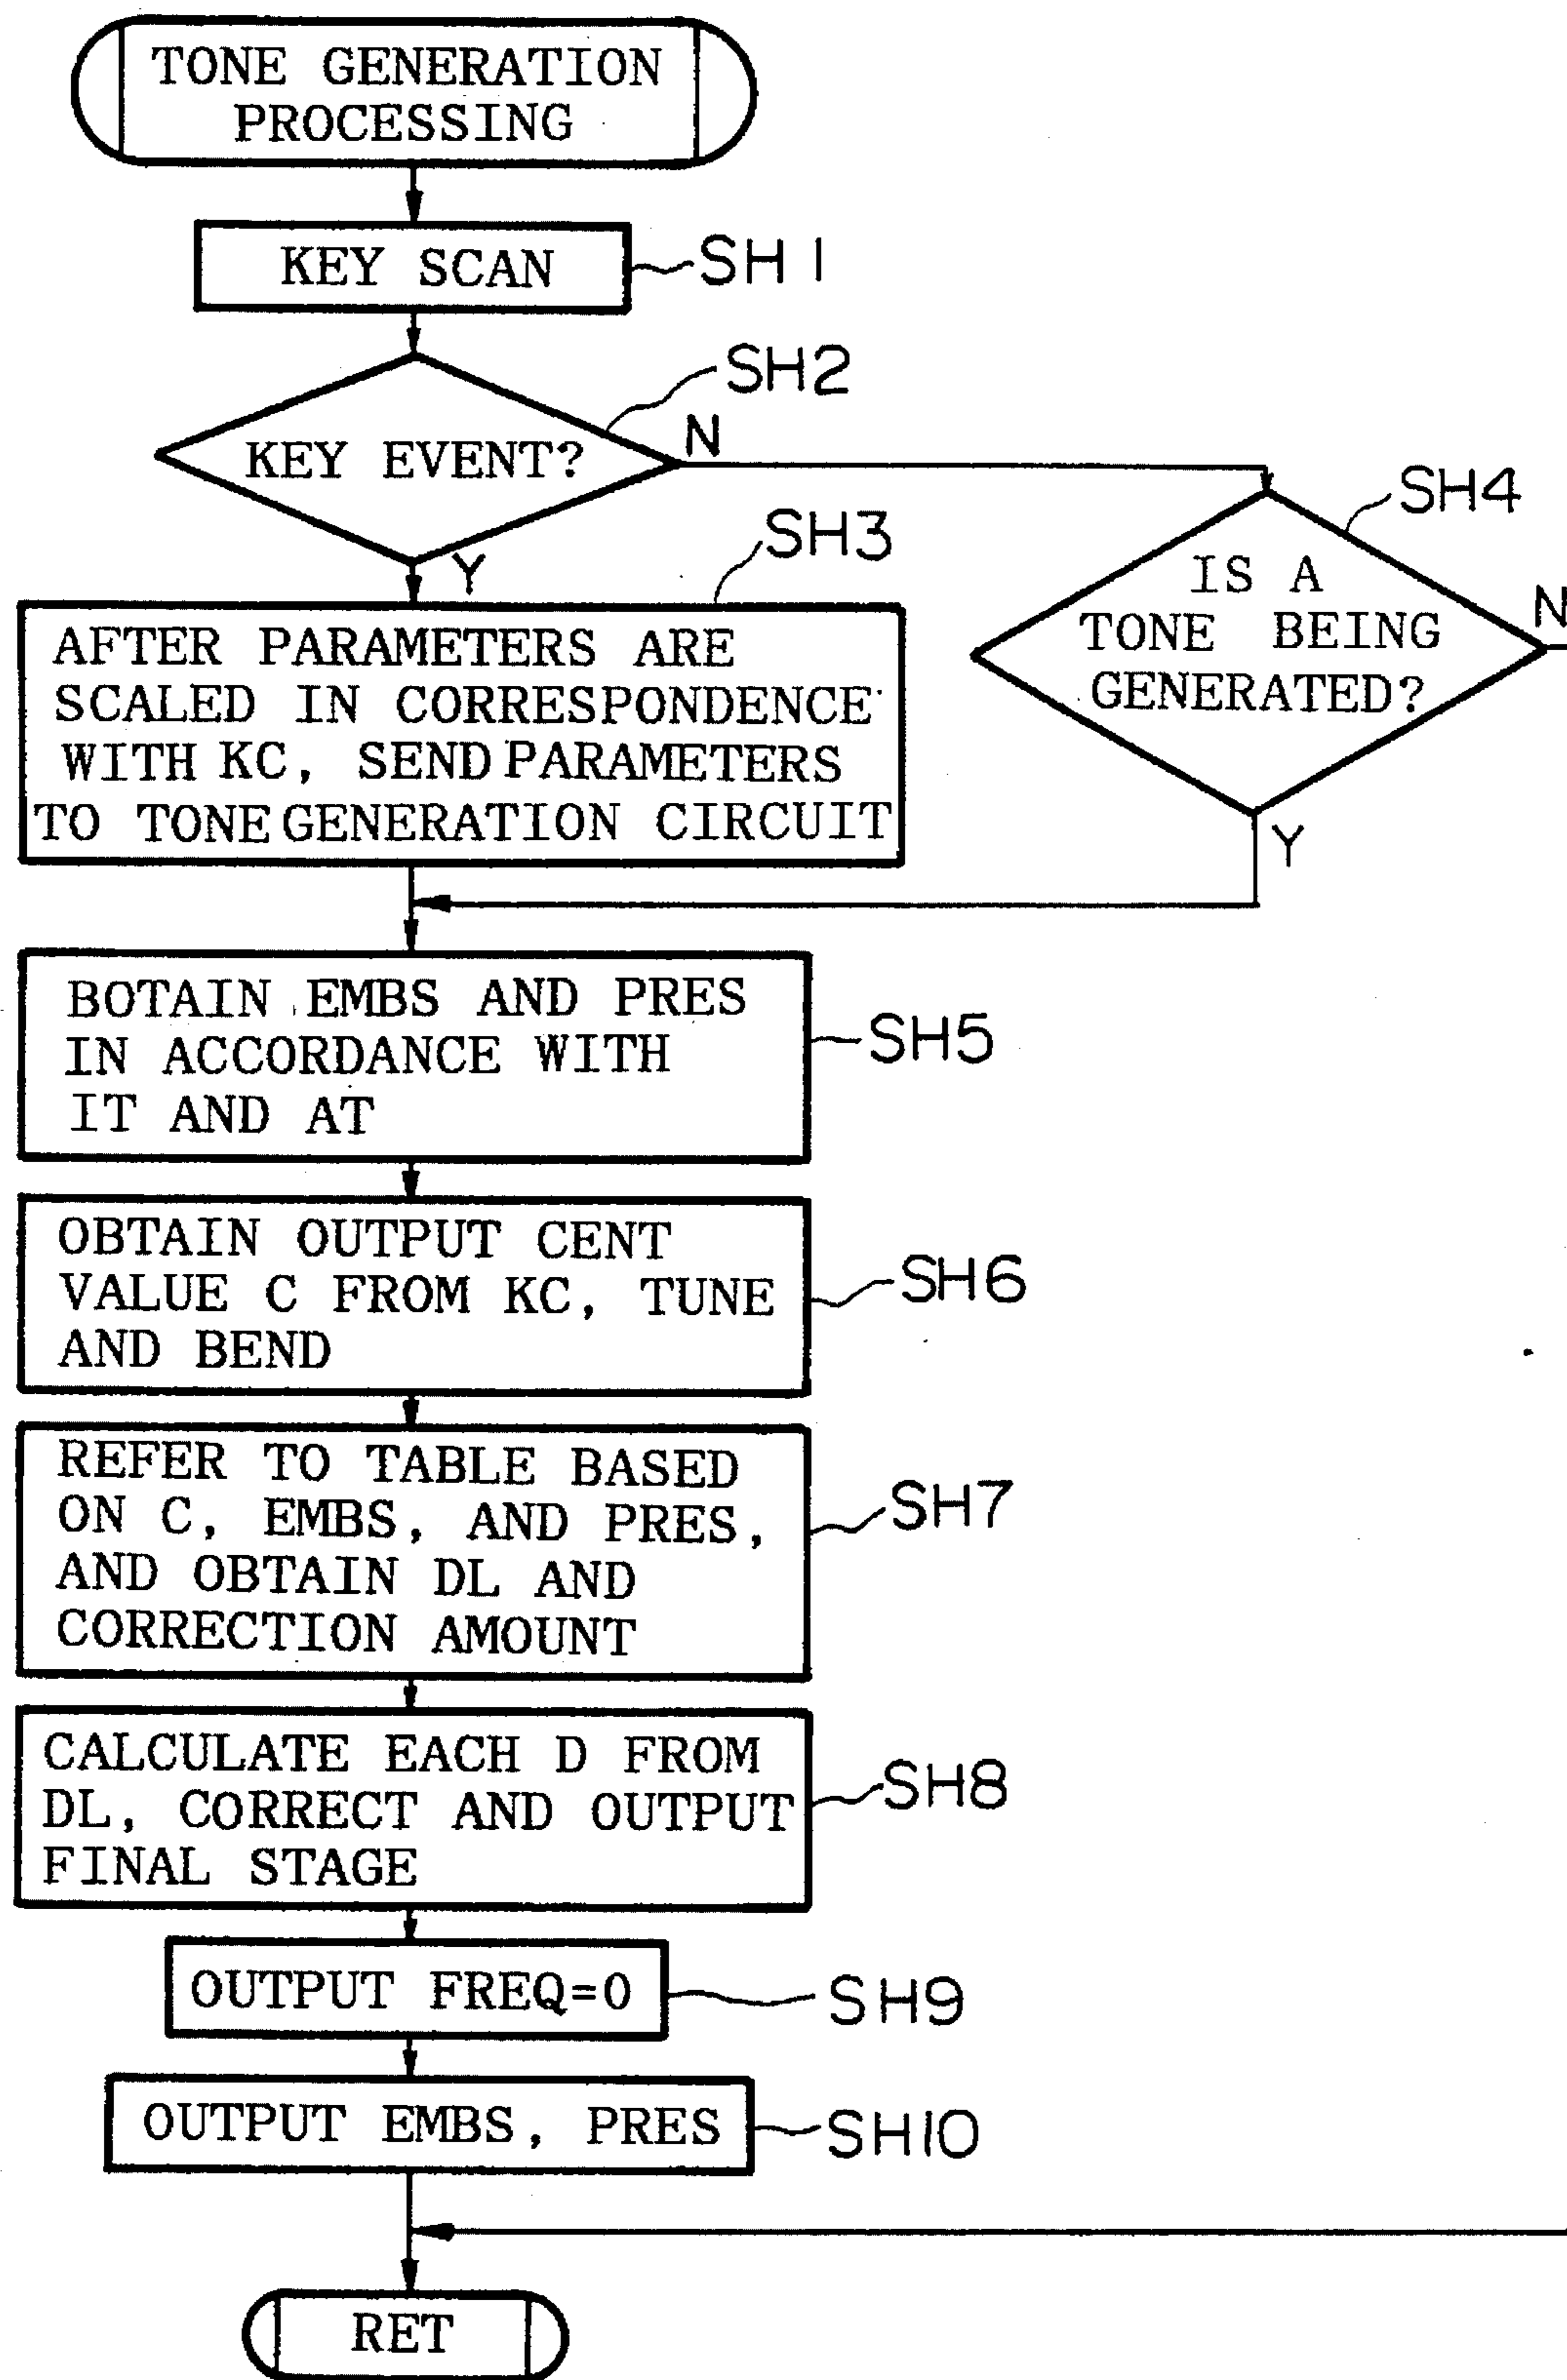 TONE GENERATION
PROCESSING
KEY SCAN
SH1
SH2
KEY EVENT?
N
Y
SH3
AFTER PARAMETERS ARE
SCALED IN CORRESPONDENCE
WITH KC, SEND PARAMETERS
TO TONE GENERATION CIRCUIT
SH4
IS A
TONE BEING
GENERATED?
N
Y
BOTAIN EMBS AND PRES
IN ACCORDANCE WITH
IT AND AT
SH5
OBTAIN OUTPUT CENT
VALUE C FROM KC, TUNE
AND BEND
SH6
REFER TO TABLE BASED
ON C, EMBS, AND PRES,
AND OBTAIN DL AND
CORRECTION AMOUNT
SH7
CALCULATE EACH D FROM
DL, CORRECT AND OUTPUT
FINAL STAGE
SH8
OUTPUT FREQ=0
SH9
OUTPUT EMBS, PRES
SH10
RET